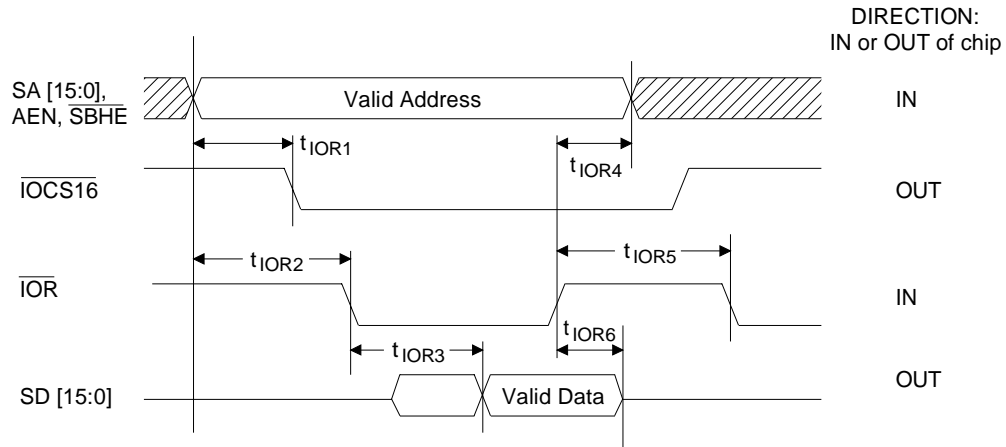 DIRECTION:
IN or OUT of chip
SA [15:0],
AEN, SBHE
Valid Address
IN
tIOR1
tIOR4
IOCS16
OUT
tIOR2
tIOR5
IOR
IN
tIOR3
tIOR6
SD [15:0]
Valid Data
OUT